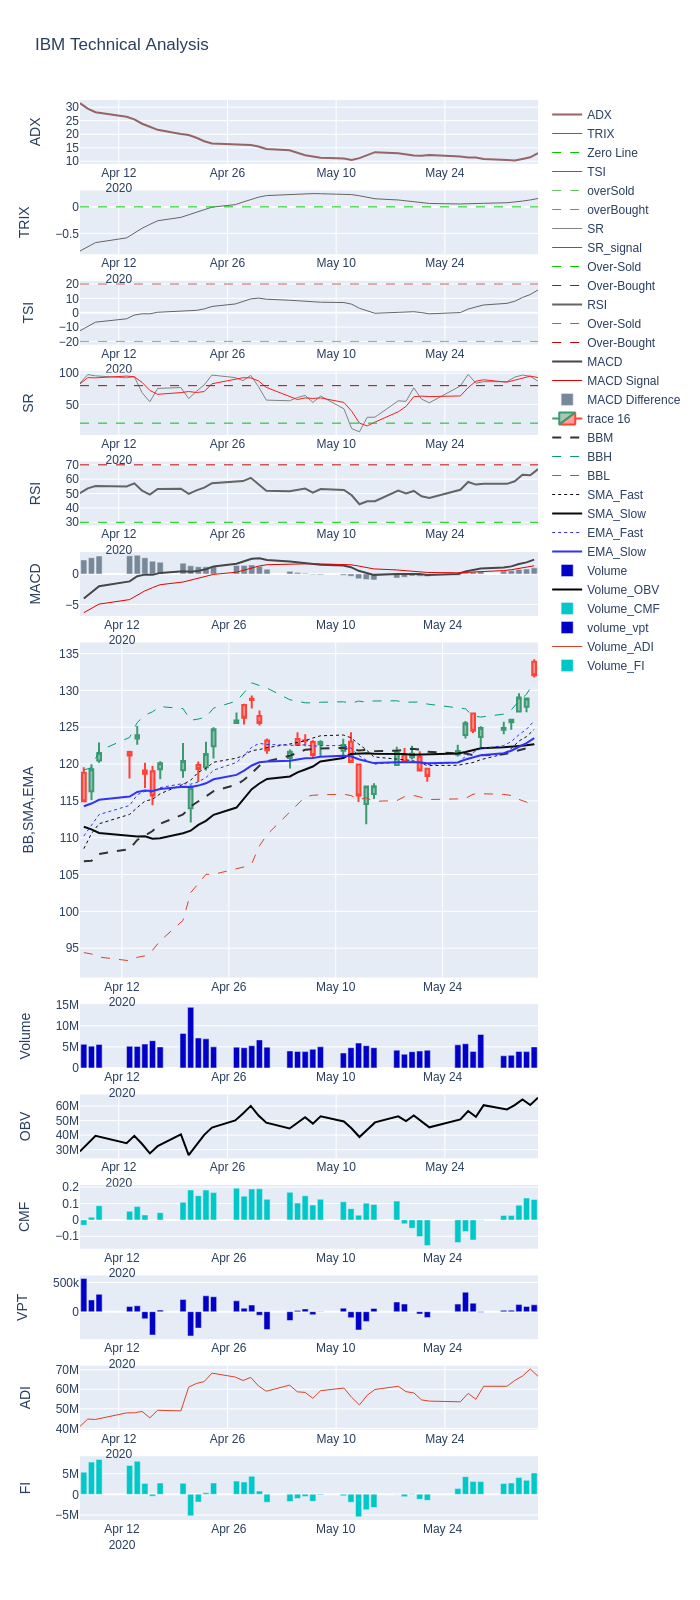 IBM Technical Analysis
ADX
30
25
20
15
10
Apr 12
2020
Apr 26
May 10
May 24
TRIX
0
−0.5
Apr 12
2020
Apr 26
May 10
May 24
TSI
20
10
0
−10
−20
Apr 12
2020
Apr 26
May 10
May 24
SR
100
50
Apr 12
2020
Apr 26
May 10
May 24
RSI
70
60
50
40
30
Apr 12
2020
Apr 26
May 10
May 24
MACD
0
−5
Apr 12
2020
Apr 26
May 10
May 24
BB,SMA,EMA
135
130
125
120
115
110
105
100
95
Apr 12
2020
Apr 26
May 10
May 24
Volume
15M
10M
5M
0
Apr 12
2020
Apr 26
May 10
May 24
OBV
60M
50M
40M
30M
Apr 12
2020
Apr 26
May 10
May 24
CMF
0.2
0.1
0
−0.1
Apr 12
2020
Apr 26
May 10
May 24
VPT
500k
0
Apr 12
2020
Apr 26
May 10
May 24
ADI
70M
60M
50M
40M
Apr 12
2020
Apr 26
May 10
May 24
FI
5M
0
−5M
Apr 12
2020
Apr 26
May 10
May 24
ADX
TRIX
Zero Line
TSI
overSold
overBought
SR
SR_signal
Over-Sold
Over-Bought
RSI
Over-Sold
Over-Bought
MACD
MACD Signal
MACD Difference
trace 16
BBM
BBH
BBL
SMA_Fast
SMA_Slow
EMA_Fast
EMA_Slow
Volume
Volume_OBV
Volume_CMF
volume_vpt
Volume_ADI
Volume_FI